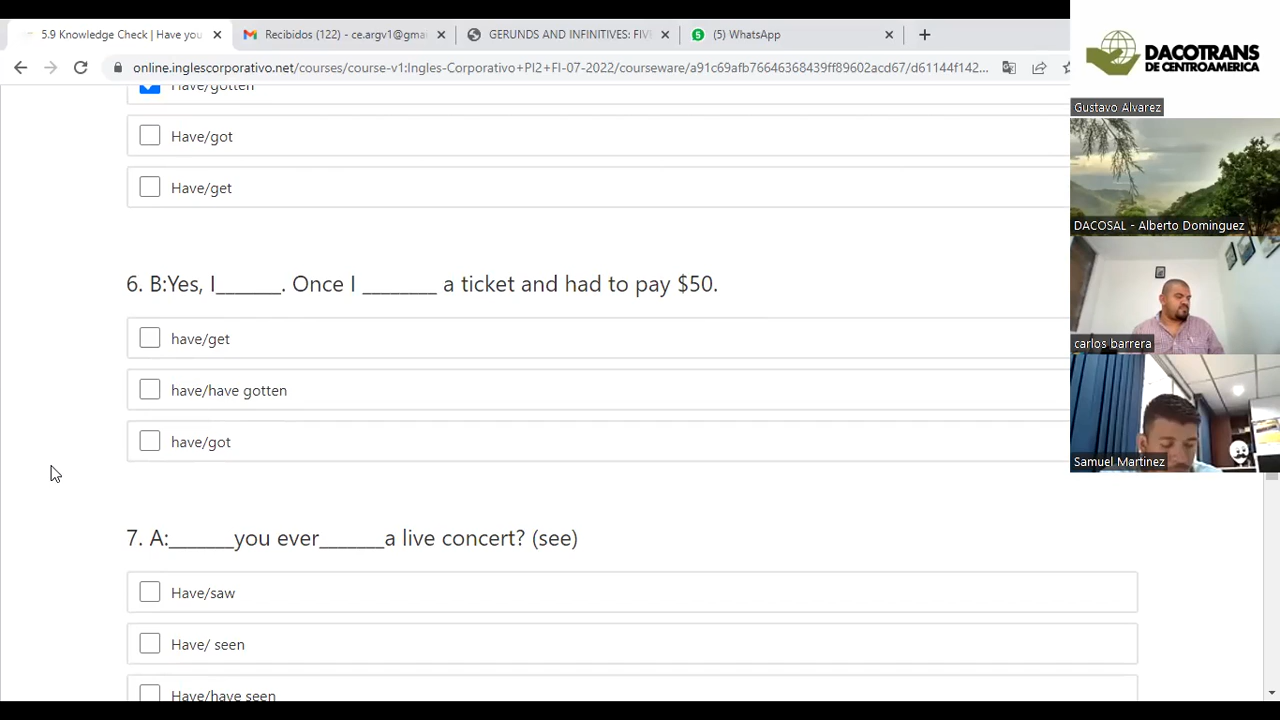 5.9 Knowledge Check | Have you
Recibidos (122) - ce.argv1@gma
GERUNDS AND INFINITIVES: FIV
(5) WhatsApp
online.inglescorporativo.net/courses/course- +PI2+FI-07-2022/courseware/a91c69afb76646368439ff89602acd67/d61144f142...
Have/gotten
Have/got
Have/get
6. B:Yes, I_______. Once I ________ a ticket and had to pay $50.
have/get
have/have gotten
have/got
7. A:_______you ever_______a live concert? (see)
Have/saw
Have/ seen
Have/have seen
DACOTRANS
DE CENTROAMERICA
Gustavo Alvarez
DACOSAL - Alberto Dominguez
carlos barrera
Samuel Martinez